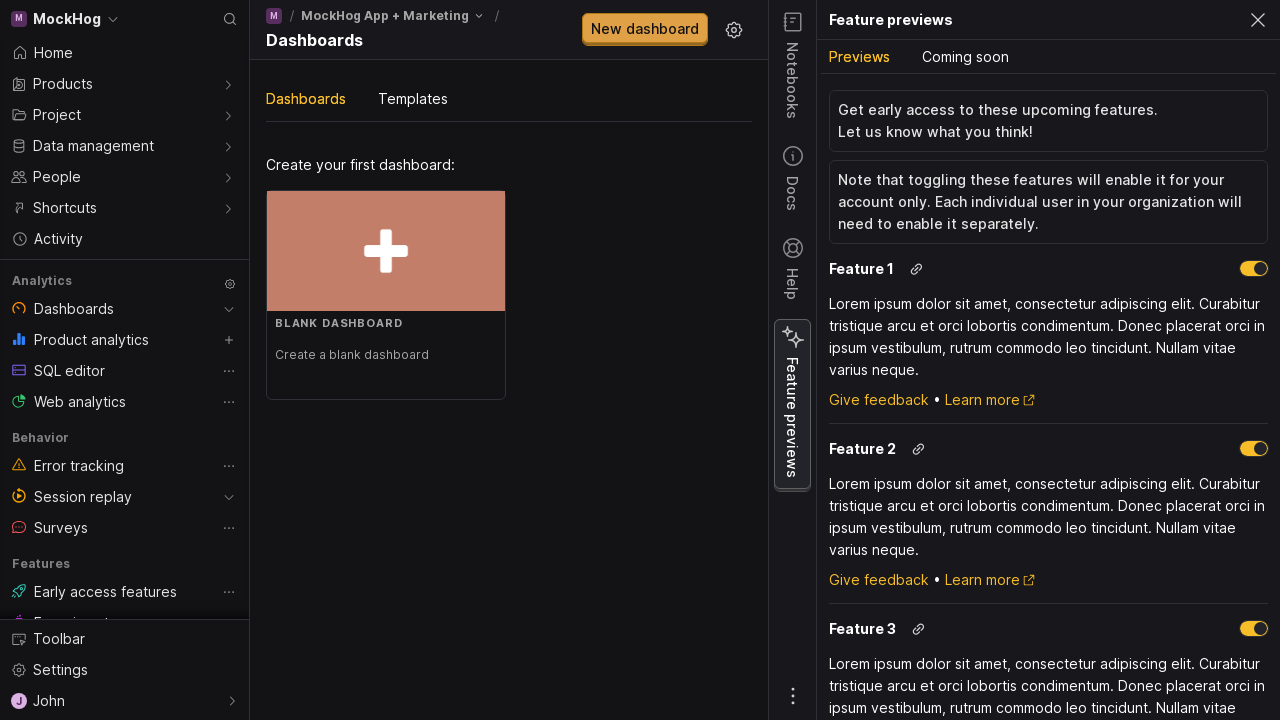 M MockHog
Home
Products
Project
Data management
People
Shortcuts
Activity
Analytics
Dashboards
Product analytics
SQL editor
Web analytics
Behavior
Error tracking
Session replay
Surveys
Features
Early access features
Toolbar
Settings
J John
M / MockHog App + Marketing /
Dashboards
New dashboard
Dashboards Templates
Create your first dashboard:
BLANK DASHBOARD
Create a blank dashboard
Notebooks
Docs
Help
Feature previews
Feature previews
Previews Coming soon
Get early access to these upcoming features.
Let us know what you think!
Note that toggling these features will enable it for your
account only. Each individual user in your organization will
need to enable it separately.
Feature 1
Lorem ipsum dolor sit amet, consectetur adipiscing elit. Curabitur
tristique arcu et orci lobortis condimentum. Donec placerat orci in
ipsum vestibulum, rutrum commodo leo tincidunt. Nullam vitae
varius neque.
Give feedback • Learn more
Feature 2
Lorem ipsum dolor sit amet, consectetur adipiscing elit. Curabitur
tristique arcu et orci lobortis condimentum. Donec placerat orci in
ipsum vestibulum, rutrum commodo leo tincidunt. Nullam vitae
varius neque.
Give feedback • Learn more
Feature 3
Lorem ipsum dolor sit amet, consectetur adipiscing elit. Curabitur
tristique arcu et orci lobortis condimentum. Donec placerat orci in
ipsum vestibulum, rutrum commodo leo tincidunt. Nullam vitae